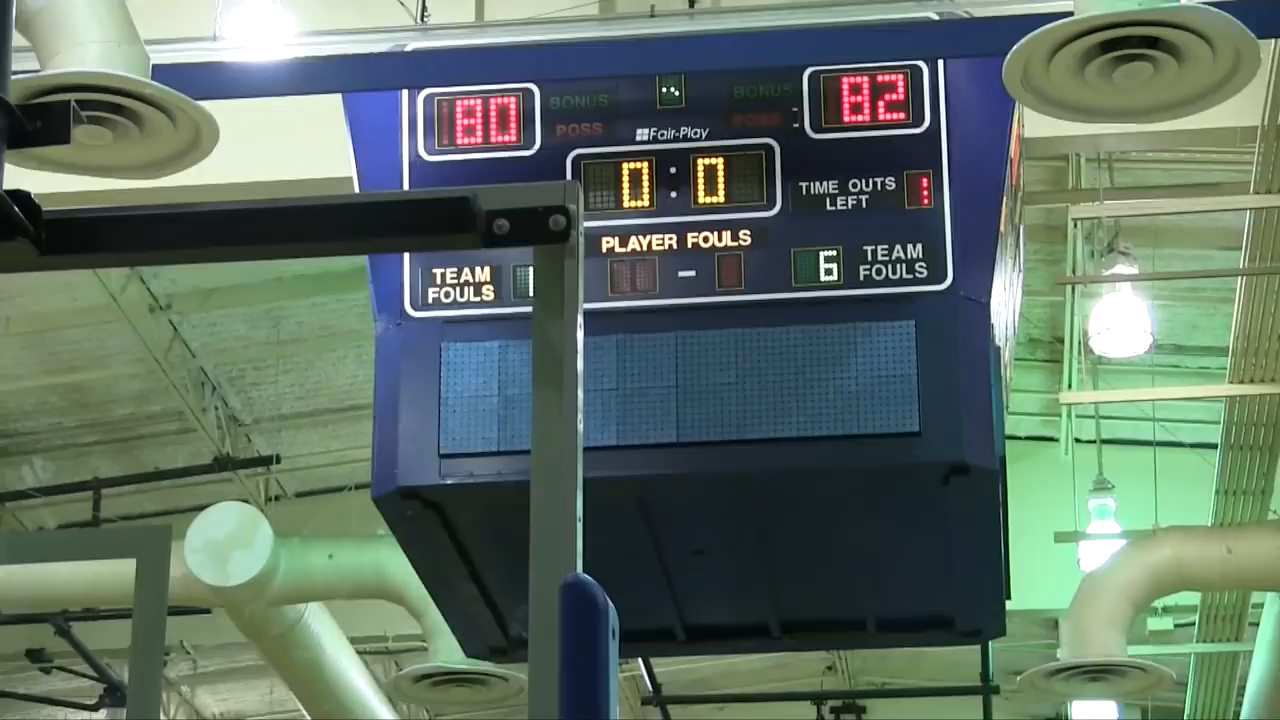 80 BONUS BONUS 82
POSS POSS
Fair-Play
0:0
TIME OUTS
LEFT 1
PLAYER FOULS
TEAM
FOULS
-
6 TEAM
FOULS